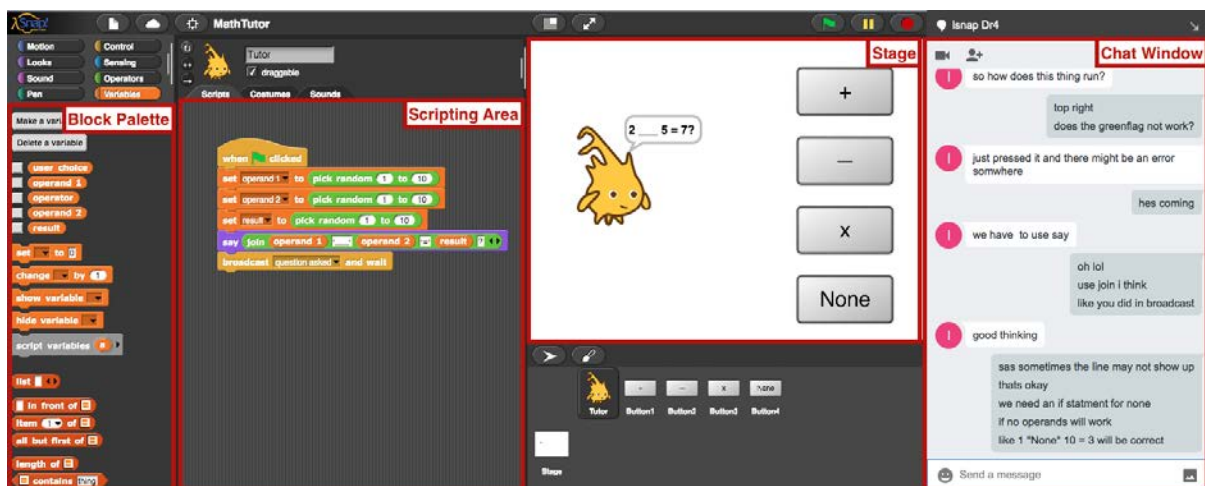 Snap!
MathTutor
Isnap Dr4
Motion
Control
Looks
Sensing
Sound
Operators
Pen
Variables
Block Palette
Make a vari
Delete a variable
user choice
operand 1
operator
operand 2
result
set to 0
change by 1
show variable
hide variable
script variables a
list
in front of
item 1 of
all but first of
length of
contains thing
Tutor
draggable
Scripts Costumes Sounds
Scripting Area
when clicked
set operand 1 to pick random 1 to 10
set operand 2 to pick random 1 to 10
set result to pick random 1 to 10
say join operand 1 ___ operand 2 = result ?
broadcast question asked and wait
Stage
2 ___ 5 = 7?
+
—
x
None
Tutor
Button1
Button2
Button3
Button4
+
—
x
None
Stage
Chat Window
I
so how does this thing run?
top right
does the greenflag not work?
I
just pressed it and there might be an error
somwhere
hes coming
I
we have to use say
oh lol
use join i think
like you did in broadcast
I
good thinking
sas sometimes the line may not show up
thats okay
we need an if statment for none
if no operands will work
like 1 "None" 10 = 3 will be correct
Send a message